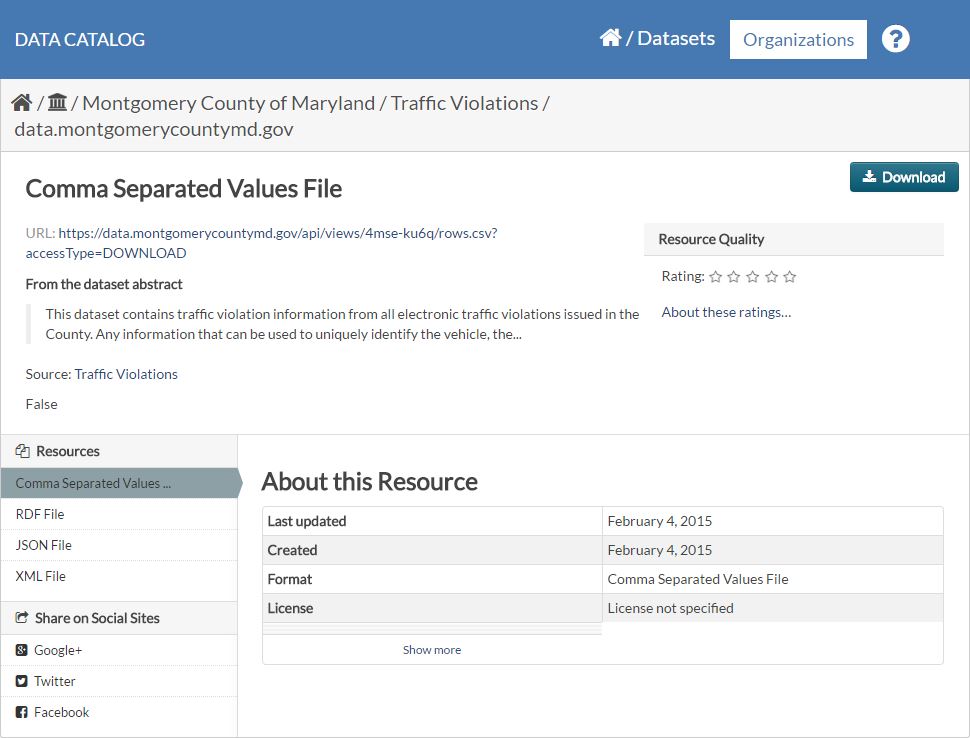 DATA CATALOG
/ Datasets
Organizations
?
/ / Montgomery County of Maryland / Traffic Violations /
data.montgomerycountymd.gov
Comma Separated Values File
Download
URL: https://data.montgomerycountymd.gov/api/views/4mse-ku6q/rows.csv?
accessType=DOWNLOAD
From the dataset abstract
This dataset contains traffic violation information from all electronic traffic violations issued in the
County. Any information that can be used to uniquely identify the vehicle, the...
Source: Traffic Violations
False
Resource Quality
Rating:
About these ratings...
Resources
Comma Separated Values ...
RDF File
JSON File
XML File
Share on Social Sites
Google+
Twitter
Facebook
About this Resource
Last updated February 4, 2015
Created February 4, 2015
Format Comma Separated Values File
License License not specified
Show more